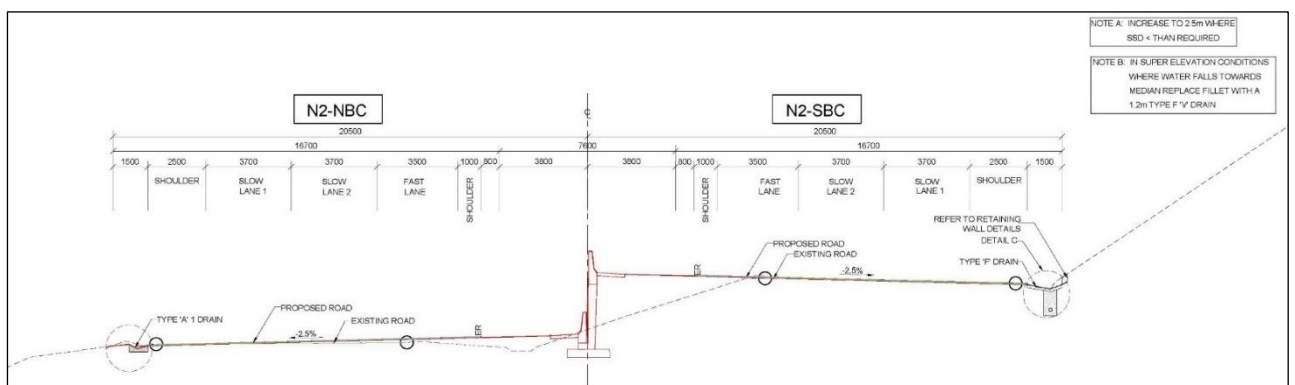 NOTE A: INCREASE TO 2.5m WHERE
SSD < THAN REQUIRED
NOTE B: IN SUPER ELEVATION CONDITIONS
WHERE WATER FALLS TOWARDS
MEDIAN REPLACE FILLET WITH A
1.2m TYPE F 'V' DRAIN
N2-NBC
N2-SBC
20500
20500
16700
7600
16700
1500
2500
3700
3700
3500
1000
800
3800
3800
800
1000
3500
3700
3700
2500
1500
SHOULDER
SLOW
LANE 1
SLOW
LANE 2
FAST
LANE
SHOULDER
SHOULDER
FAST
LANE
SLOW
LANE 2
SLOW
LANE 1
SHOULDER
REFER TO RETAINING
WALL DETAILS
DETAIL C
TYPE 'F' DRAIN
PROPOSED ROAD
EXISTING ROAD
-2.5%
TYPE 'A' 1 DRAIN
PROPOSED ROAD
-2.5%
EXISTING ROAD